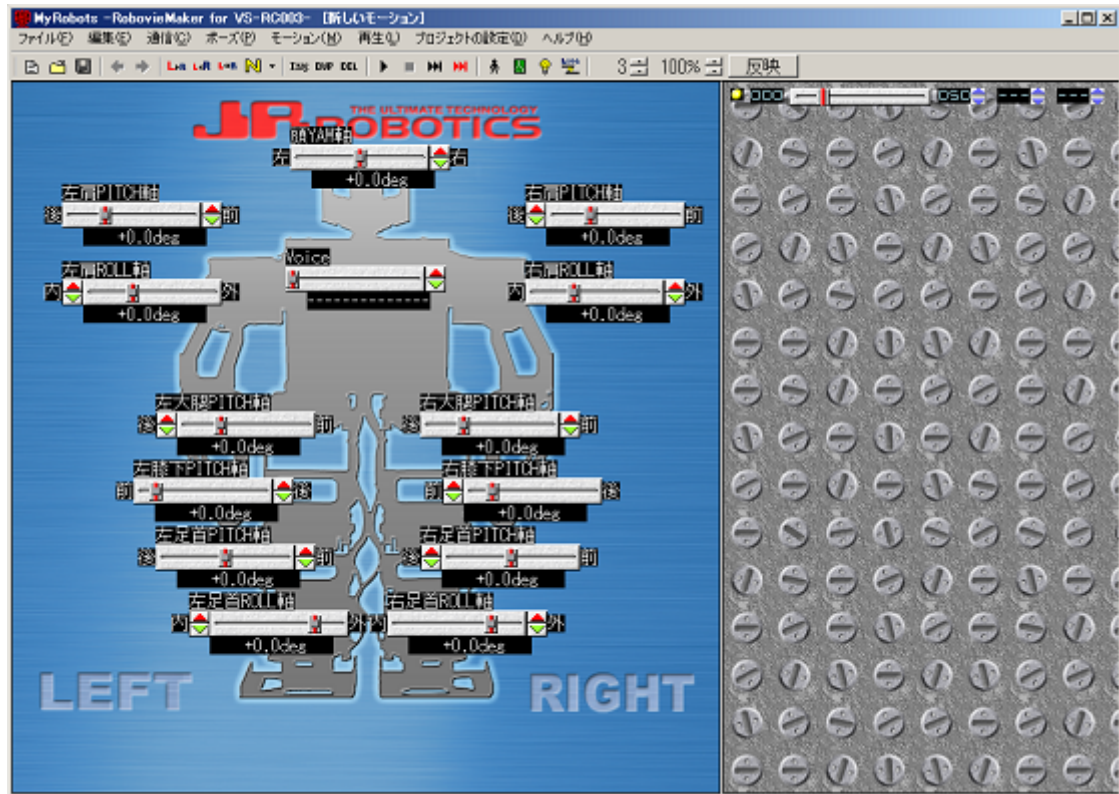 MyRobots -RobovieMaker for VS-RC003- [新しいモーション]
ファイル(F) 編集(E) 通信(C) ポーズ(P) モーション(M) 再生(L) プロジェクトの設定(O) ヘルプ(H)
INS DUP DEL 3 100% 反映
000 050 --- ---
THE ULTIMATE TECHNOLOGY
JR ROBOTICS
左 右
+0.0deg
左肩PITCH軸 右肩PITCH軸
後 前 後 前
+0.0deg +0.0deg
Voice
左肩ROLL軸 右肩ROLL軸
内 外 内 外
----------
+0.0deg +0.0deg
左大腿PITCH軸 右大腿PITCH軸
後 前 後 前
+0.0deg +0.0deg
左膝下PITCH軸 右膝下PITCH軸
前 後 前 後
+0.0deg +0.0deg
左足首PITCH軸 右足首PITCH軸
後 前 後 前
+0.0deg +0.0deg
左足首ROLL軸 右足首ROLL軸
内 外 内 外
+0.0deg +0.0deg
LEFT RIGHT